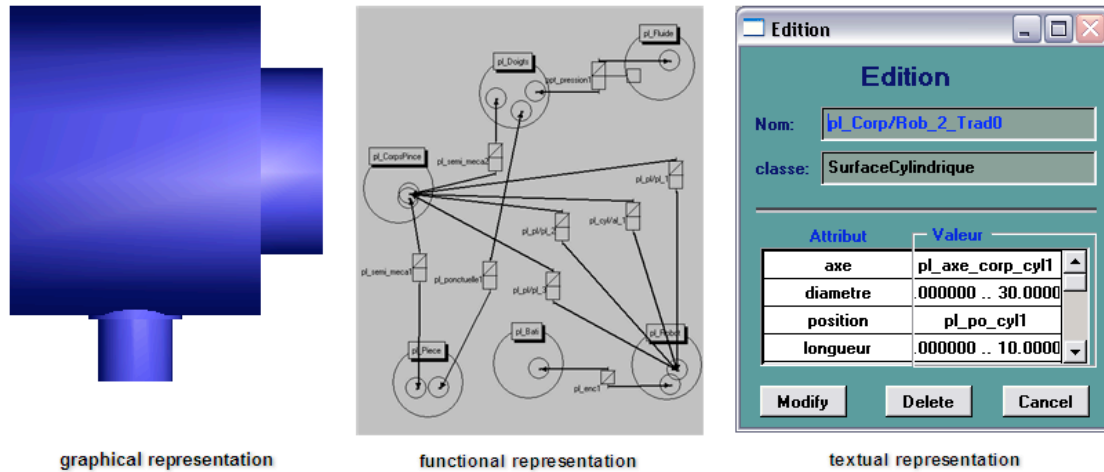 pl_Fluide
pl_Doigts
ppt_pression1
pl_CorpsPince
pl_semi_meca2
pl_pl/pl_1
pl_pl/pl_2
pl_cyl/al_1
pl_semi_meca1
pl_ponctuelle1
pl_pl/pl_3
pl_Piece
pl_Bati
pl_Robot
pl_enc1
Edition
Edition
Nom: pl_Corp/Rob_2_Trad0
classe: SurfaceCylindrique
Attribut Valeur
axe pl_axe_corp_cyl1
diametre .000000 .. 30.0000
position pl_po_cyl1
longueur .000000 .. 10.0000
Modify Delete Cancel
graphical representation functional representation textual representation